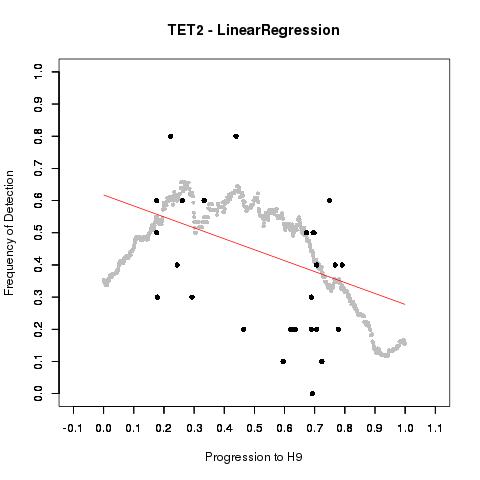 TET2 - LinearRegression
1.0
0.9
0.8
0.7
0.6
0.5
0.4
0.3
0.2
0.1
0.0
Frequency of Detection
-0.1 0.0 0.1 0.2 0.3 0.4 0.5 0.6 0.7 0.8 0.9 1.0 1.1
Progression to H9